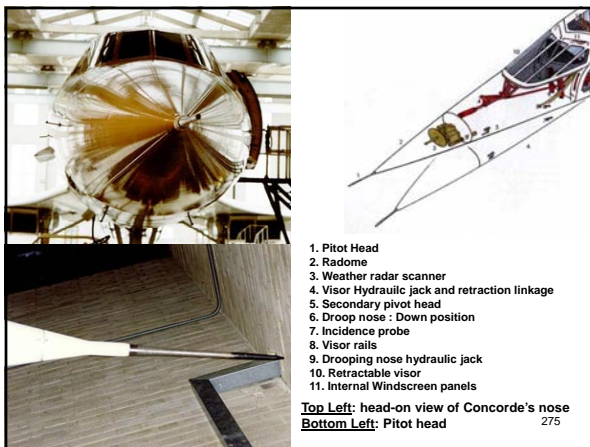 1. Pitot Head
2. Radome
3. Weather radar scanner
4. Visor Hydrauilc jack and retraction linkage
5. Secondary pivot head
6. Droop nose : Down position
7. Incidence probe
8. Visor rails
9. Drooping nose hydraulic jack
10. Retractable visor
11. Internal Windscreen panels
Top Left: head-on view of Concorde's nose
Bottom Left: Pitot head
275